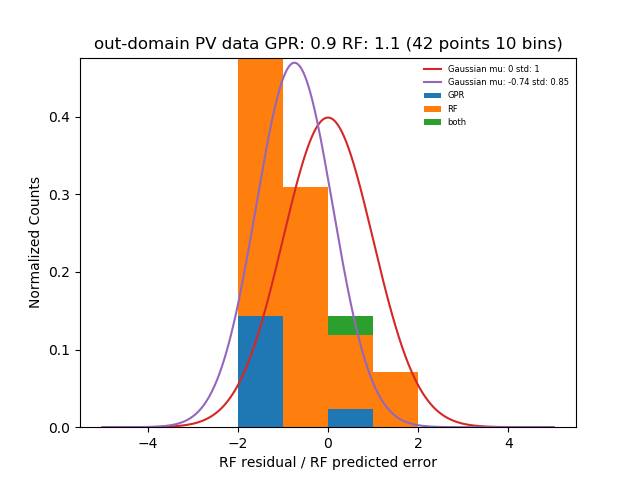 out-domain PV data GPR: 0.9 RF: 1.1 (42 points 10 bins)
Gaussian mu: 0 std: 1
Gaussian mu: -0.74 std: 0.85
GPR
RF
both
Normalized Counts
0.4
0.3
0.2
0.1
0.0
−4 −2 0 2 4
RF residual / RF predicted error